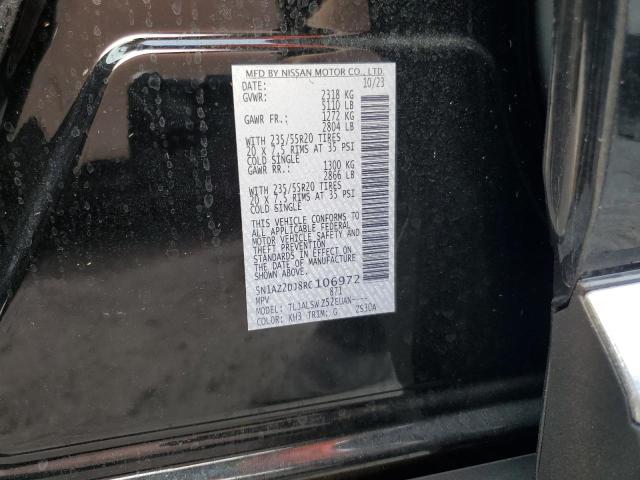 MFD BY NISSAN MOTOR CO., LTD.
DATE: 10/23
GVWR: 2318 KG
5110 LB
GAWR FR.: 1272 KG
2804 LB
WITH 235/55R20 TIRES
20 X 7.5 RIMS AT 35 PSI
COLD SINGLE
GAWR RR.: 1300 KG
2866 LB
WITH 235/55R20 TIRES
20 X 7.5 RIMS AT 35 PSI
COLD SINGLE
THIS VEHICLE CONFORMS TO
ALL APPLICABLE FEDERAL
MOTOR VEHICLE SAFETY AND
THEFT PREVENTION
STANDARDS IN EFFECT ON
THE DATE OF MANUFACTURE
SHOWN ABOVE.
5N1AZ2DJ8RC106972
MPV 871
MODEL: TL1ALSWZ52EUAN-----
COLOR: KH3 TRIM: G ZS30A